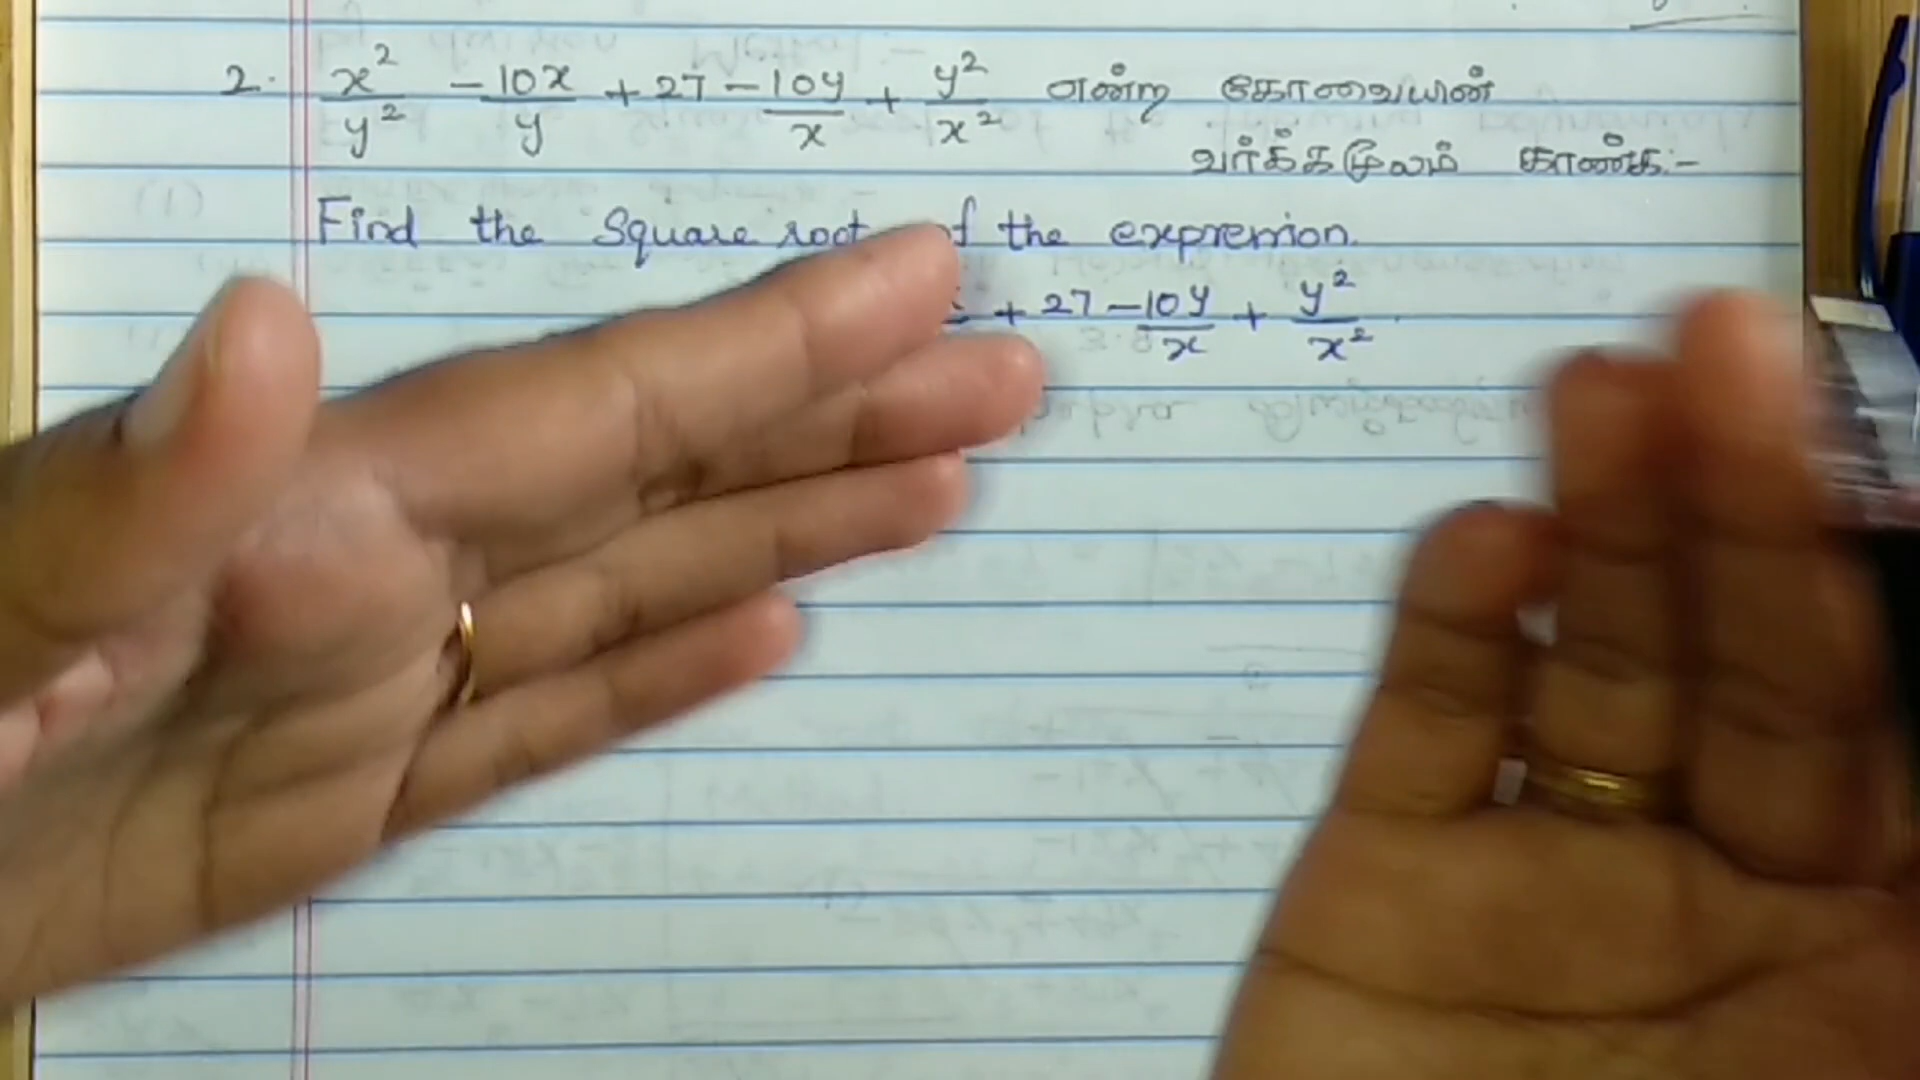 2. x²/y² - 10x/y + 27 - 10y/x + y²/x² என்ற கோவையின்
வர்க்கமூலம் காண்க:-
Find the Square root of the expression.
+ 27 - 10y/x + y²/x².